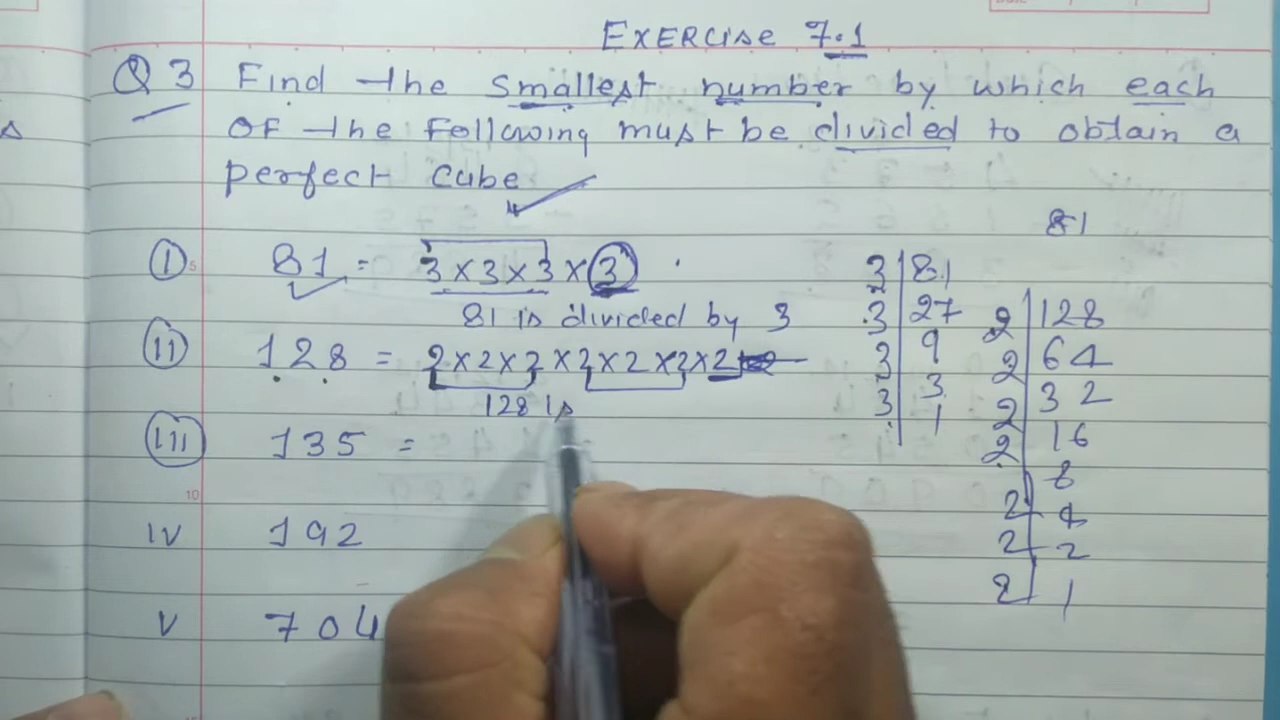 Exercise 7.1
Q3 Find the smallest number by which each
of the following must be divided to obtain a
perfect cube
81
(i) 81 = 3 × 3 × 3 × 3
81 is divided by 3
(ii) 128 = 2 × 2 × 2 × 2 × 2 × 2 × 2
128 is
(iii) 135 =
iv 192
v 704
3 | 81
3 | 27
3 | 9
3 | 3
1
2 | 128
2 | 64
2 | 32
2 | 16
8
2 | 4
2 | 2
2 | 1
5
10